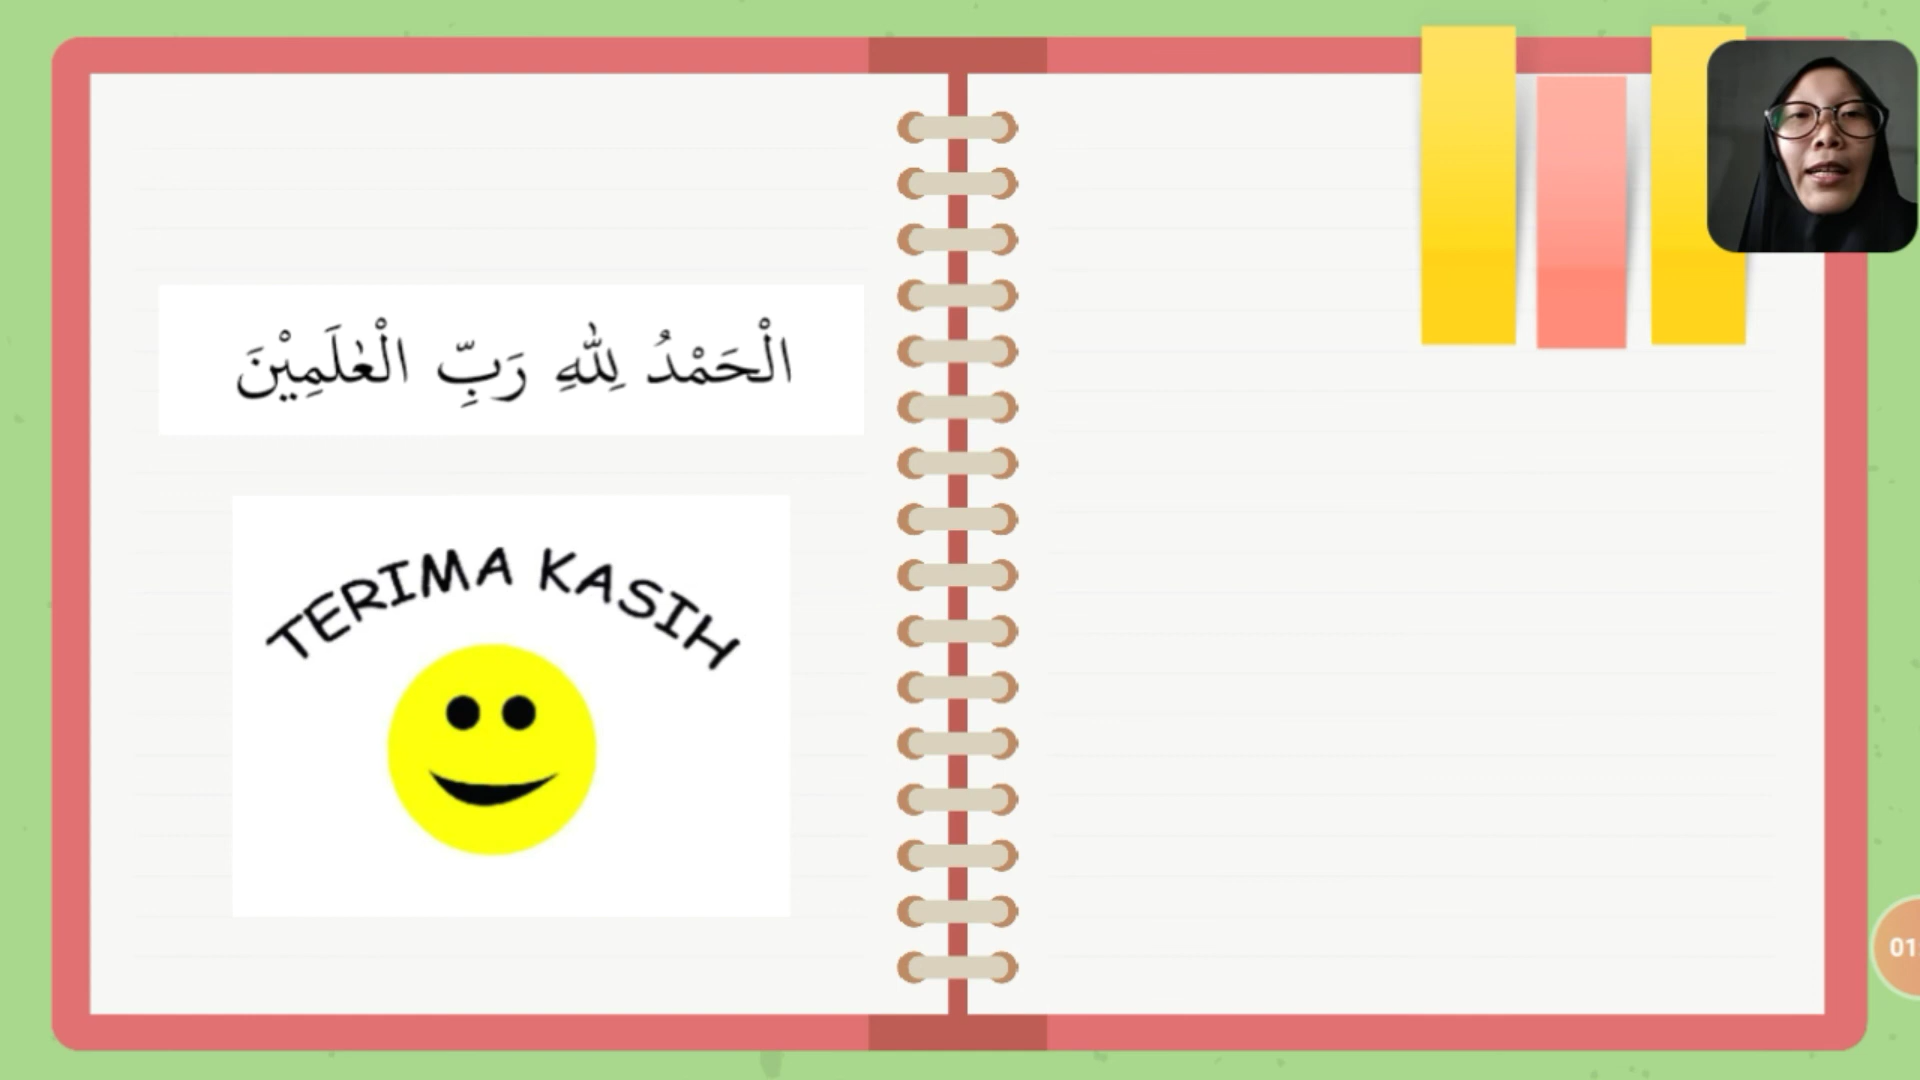 الْحَمْدُ لِلّٰهِ رَبِّ الْعٰلَمِيْنَ
TERIMA KASIH
01